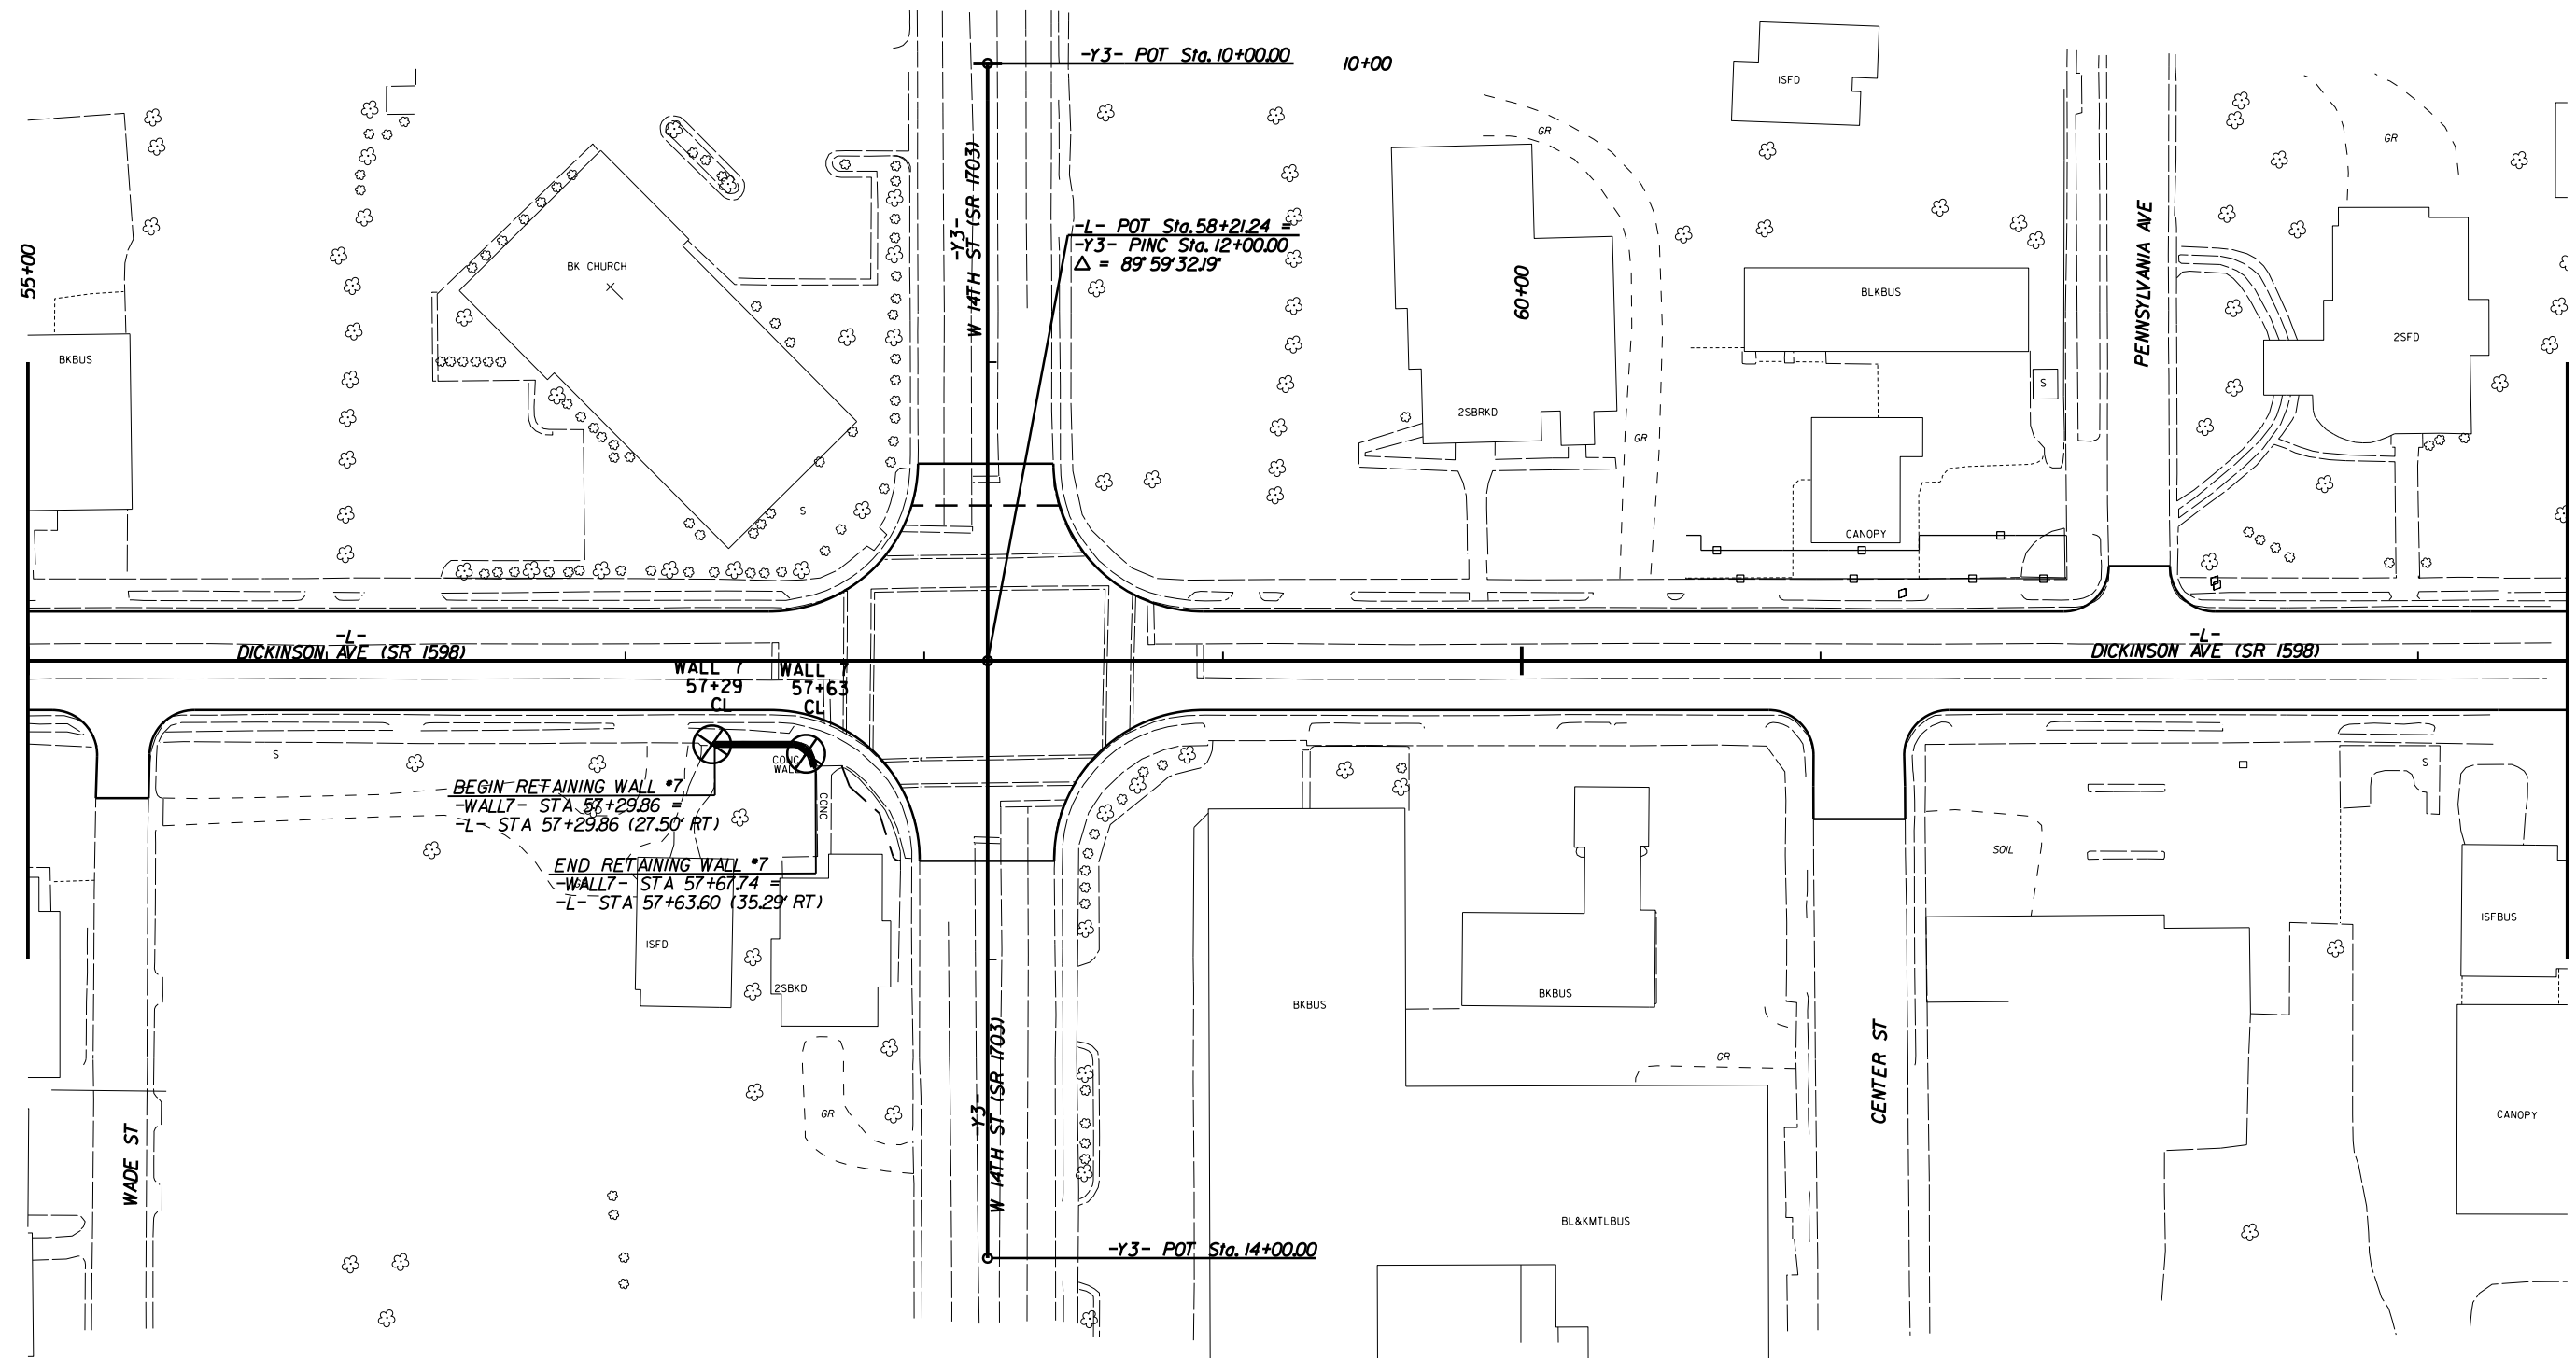 -Y3- POT Sta. 10+00.00
10+00
1SFD
GR
GR
-Y3-
W 14TH ST (SR 1703)
PENNSYLVANIA AVE
-L- POT Sta. 58+21.24 =
-Y3- PINC Sta. 12+00.00
Δ = 89° 59' 32.19"
55+00
BK CHURCH
60+00
BLKBUS
BKBUS
2SFD
S
2SBRKD
GR
S
CANOPY
-L-
DICKINSON AVE (SR 1598)
-L-
DICKINSON AVE (SR 1598)
WALL 7
57+29
CL
WALL 7
57+63
CL
S
CONC
WALL
S
BEGIN RETAINING WALL #7
-WALL7- STA 57+29.86 =
-L- STA 57+29.86 (27.50' RT)
CONC
SOIL
END RETAINING WALL #7
-WALL7- STA 57+67.74 =
-L- STA 57+63.60 (35.29' RT)
1SFD
2SBKD
BKBUS
BKBUS
1SFBUS
GR
GR
CANOPY
WADE ST
-Y3-
W 14TH ST (SR 1703)
CENTER ST
BL&KMTLBUS
-Y3- POT Sta. 14+00.00